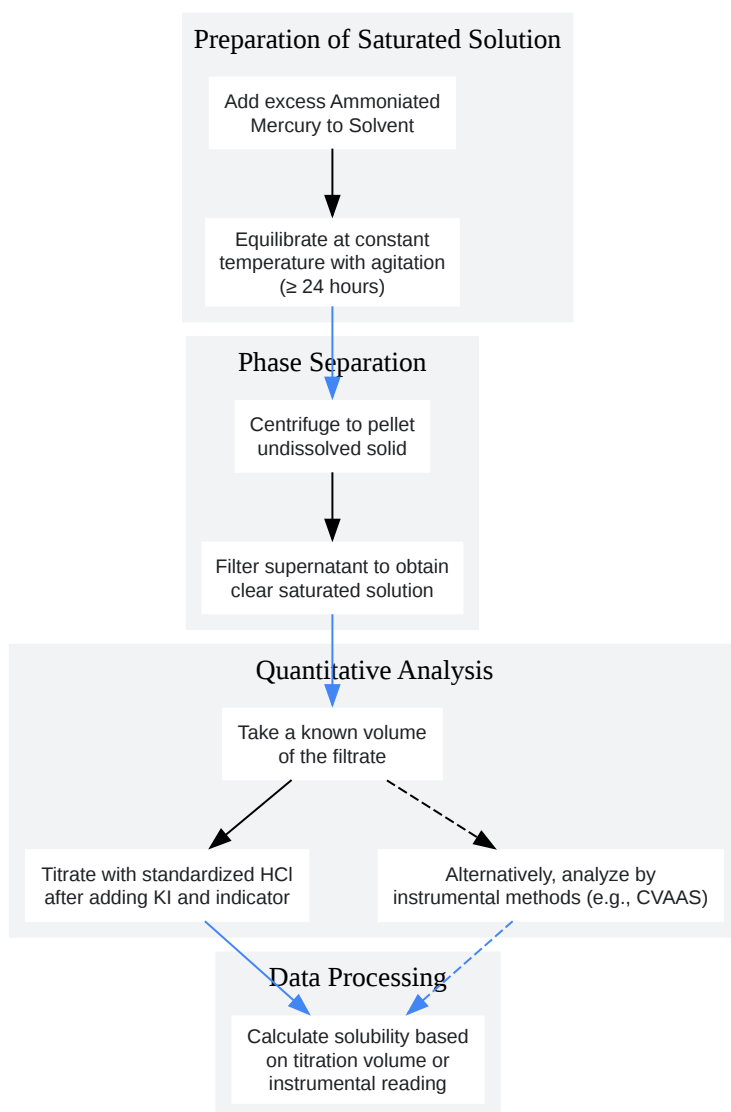 Preparation of Saturated Solution
Add excess Ammoniated
Mercury to Solvent
Equilibrate at constant
temperature with agitation
(≥ 24 hours)
Phase Separation
Centrifuge to pellet
undissolved solid
Filter supernatant to obtain
clear saturated solution
Quantitative Analysis
Take a known volume
of the filtrate
Titrate with standardized HCl
after adding KI and indicator
Alternatively, analyze by
instrumental methods (e.g., CVAAS)
Data Processing
Calculate solubility based
on titration volume or
instrumental reading